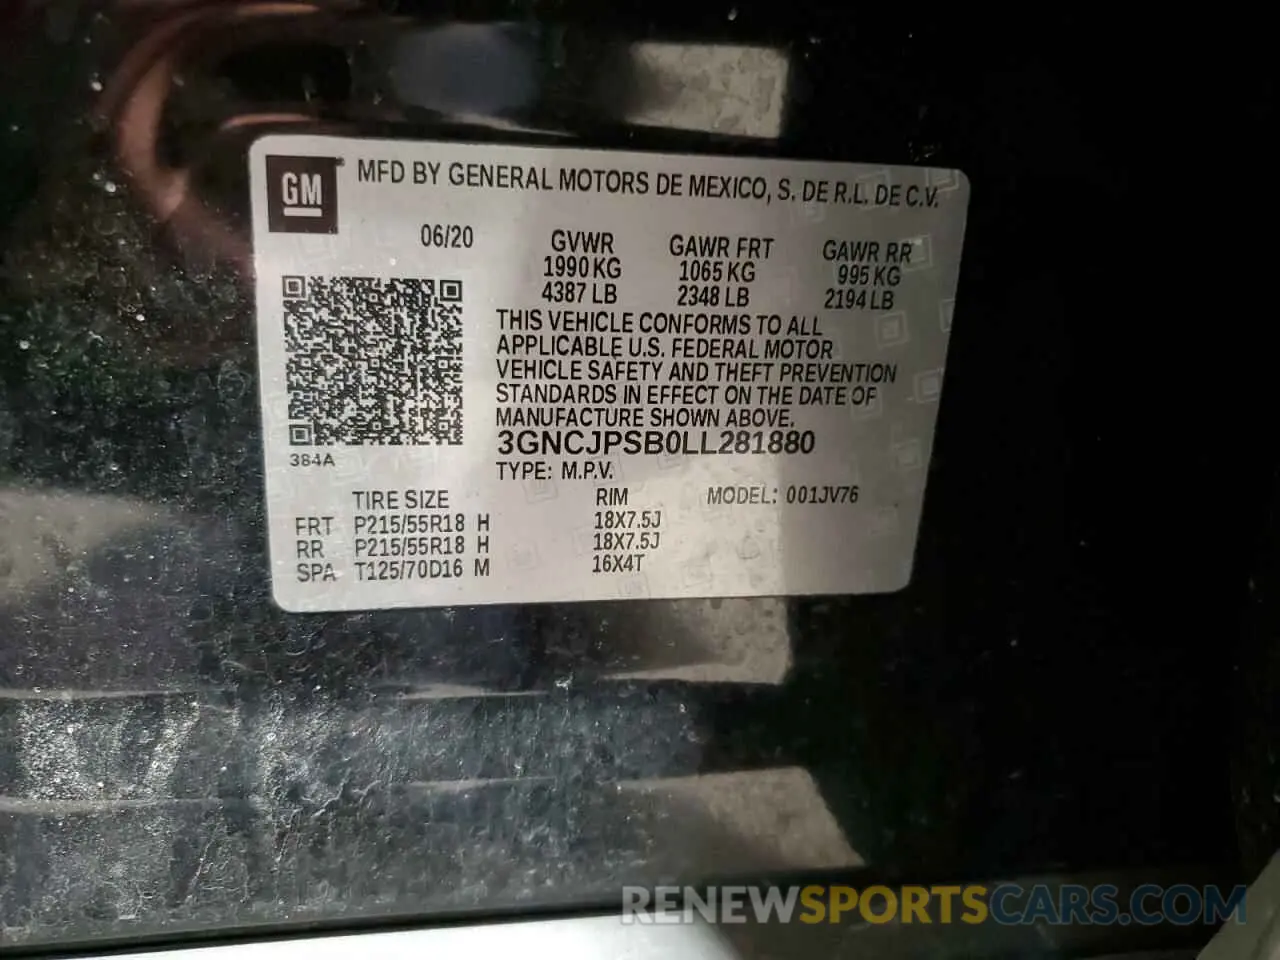 GM
MFD BY GENERAL MOTORS DE MEXICO, S. DE R.L. DE C.V.
06/20
GVWR GAWR FRT GAWR RR
1990 KG 1065 KG 995 KG
4387 LB 2348 LB 2194 LB
THIS VEHICLE CONFORMS TO ALL
APPLICABLE U.S. FEDERAL MOTOR
VEHICLE SAFETY AND THEFT PREVENTION
STANDARDS IN EFFECT ON THE DATE OF
MANUFACTURE SHOWN ABOVE.
3GNCJPSB0LL281880
384A
TYPE: M.P.V.
TIRE SIZE RIM MODEL: 001JV76
FRT P215/55R18 H 18X7.5J
RR P215/55R18 H 18X7.5J
SPA T125/70D16 M 16X4T
RENEWSPORTSCARS.COM